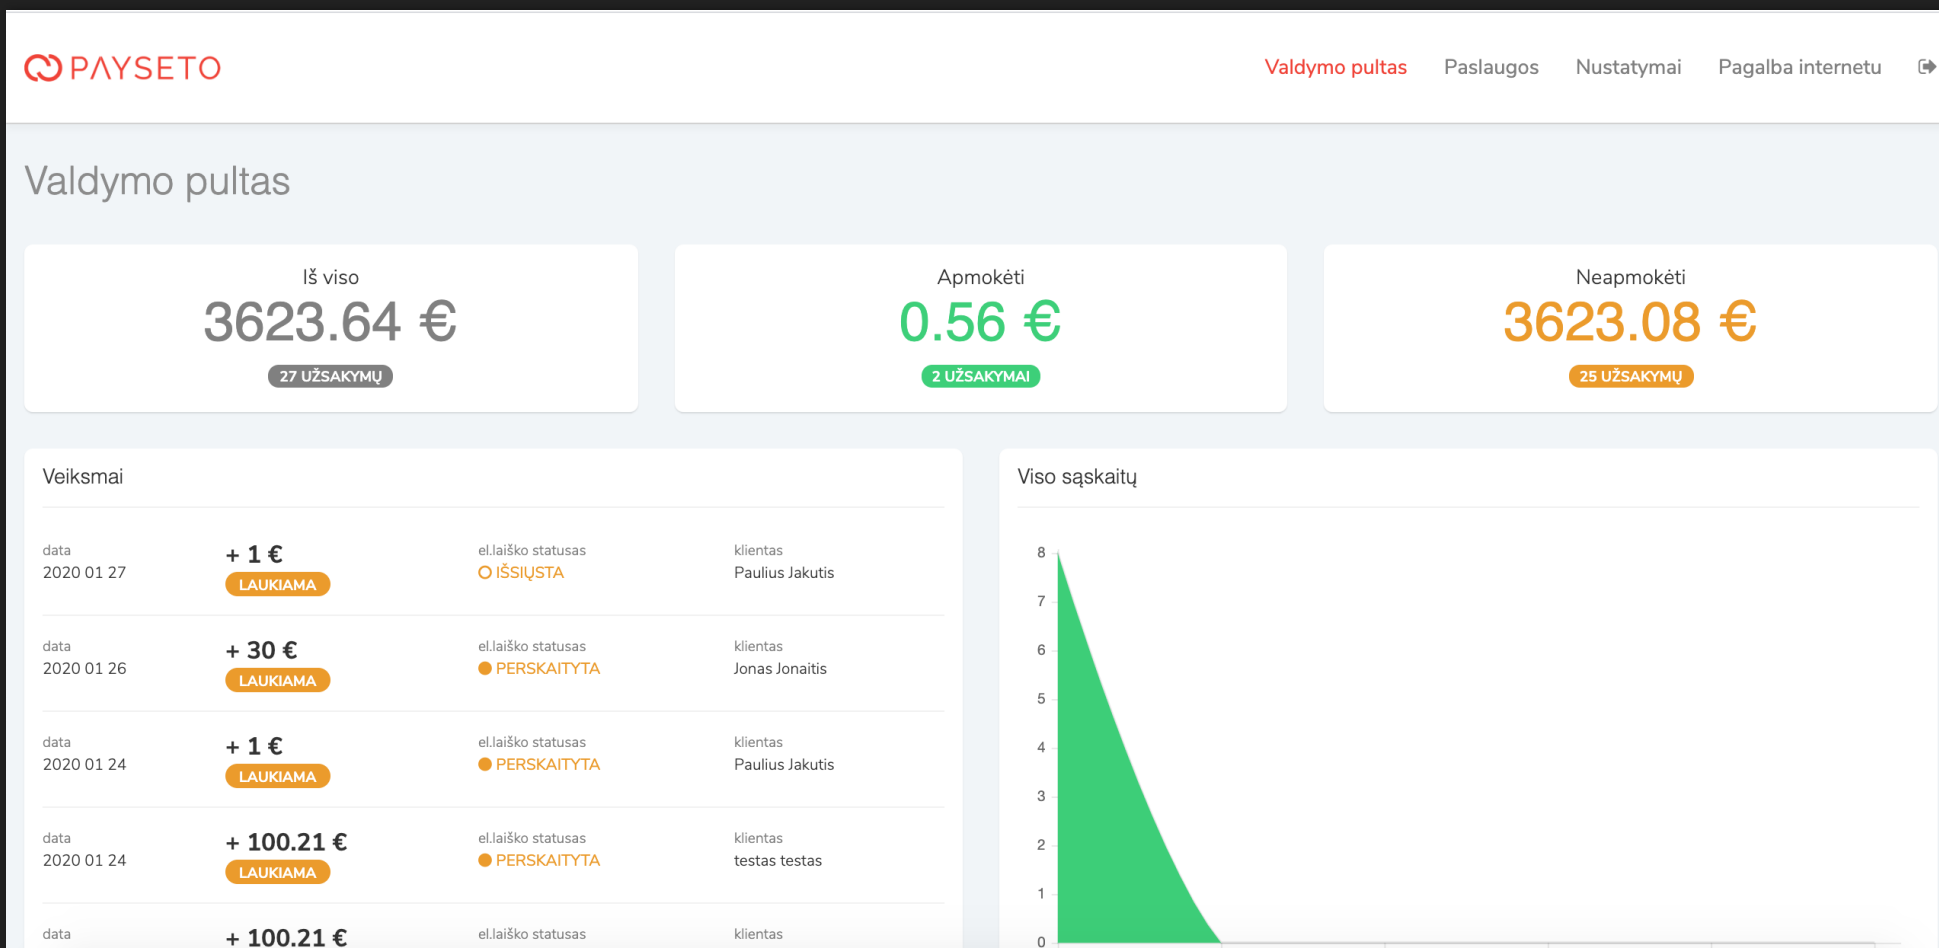 PAYSETO
Valdymo pultas
Paslaugos
Nustatymai
Pagalba internetu
Valdymo pultas
Iš viso
3623.64 €
27 UŽSAKYMŲ
Apmokėti
0.56 €
2 UŽSAKYMAI
Neapmokėti
3623.08 €
25 UŽSAKYMŲ
Veiksmai
data
2020 01 27
+ 1 €
LAUKIAMA
el.laiško statusas
IŠSIŲSTA
klientas
Paulius Jakutis
data
2020 01 26
+ 30 €
LAUKIAMA
el.laiško statusas
PERSKAITYTA
klientas
Jonas Jonaitis
data
2020 01 24
+ 1 €
LAUKIAMA
el.laiško statusas
PERSKAITYTA
klientas
Paulius Jakutis
data
2020 01 24
+ 100.21 €
LAUKIAMA
el.laiško statusas
PERSKAITYTA
klientas
testas testas
data
+ 100.21 €
el.laiško statusas
klientas
Viso sąskaitų
8
7
6
5
4
3
2
1
0